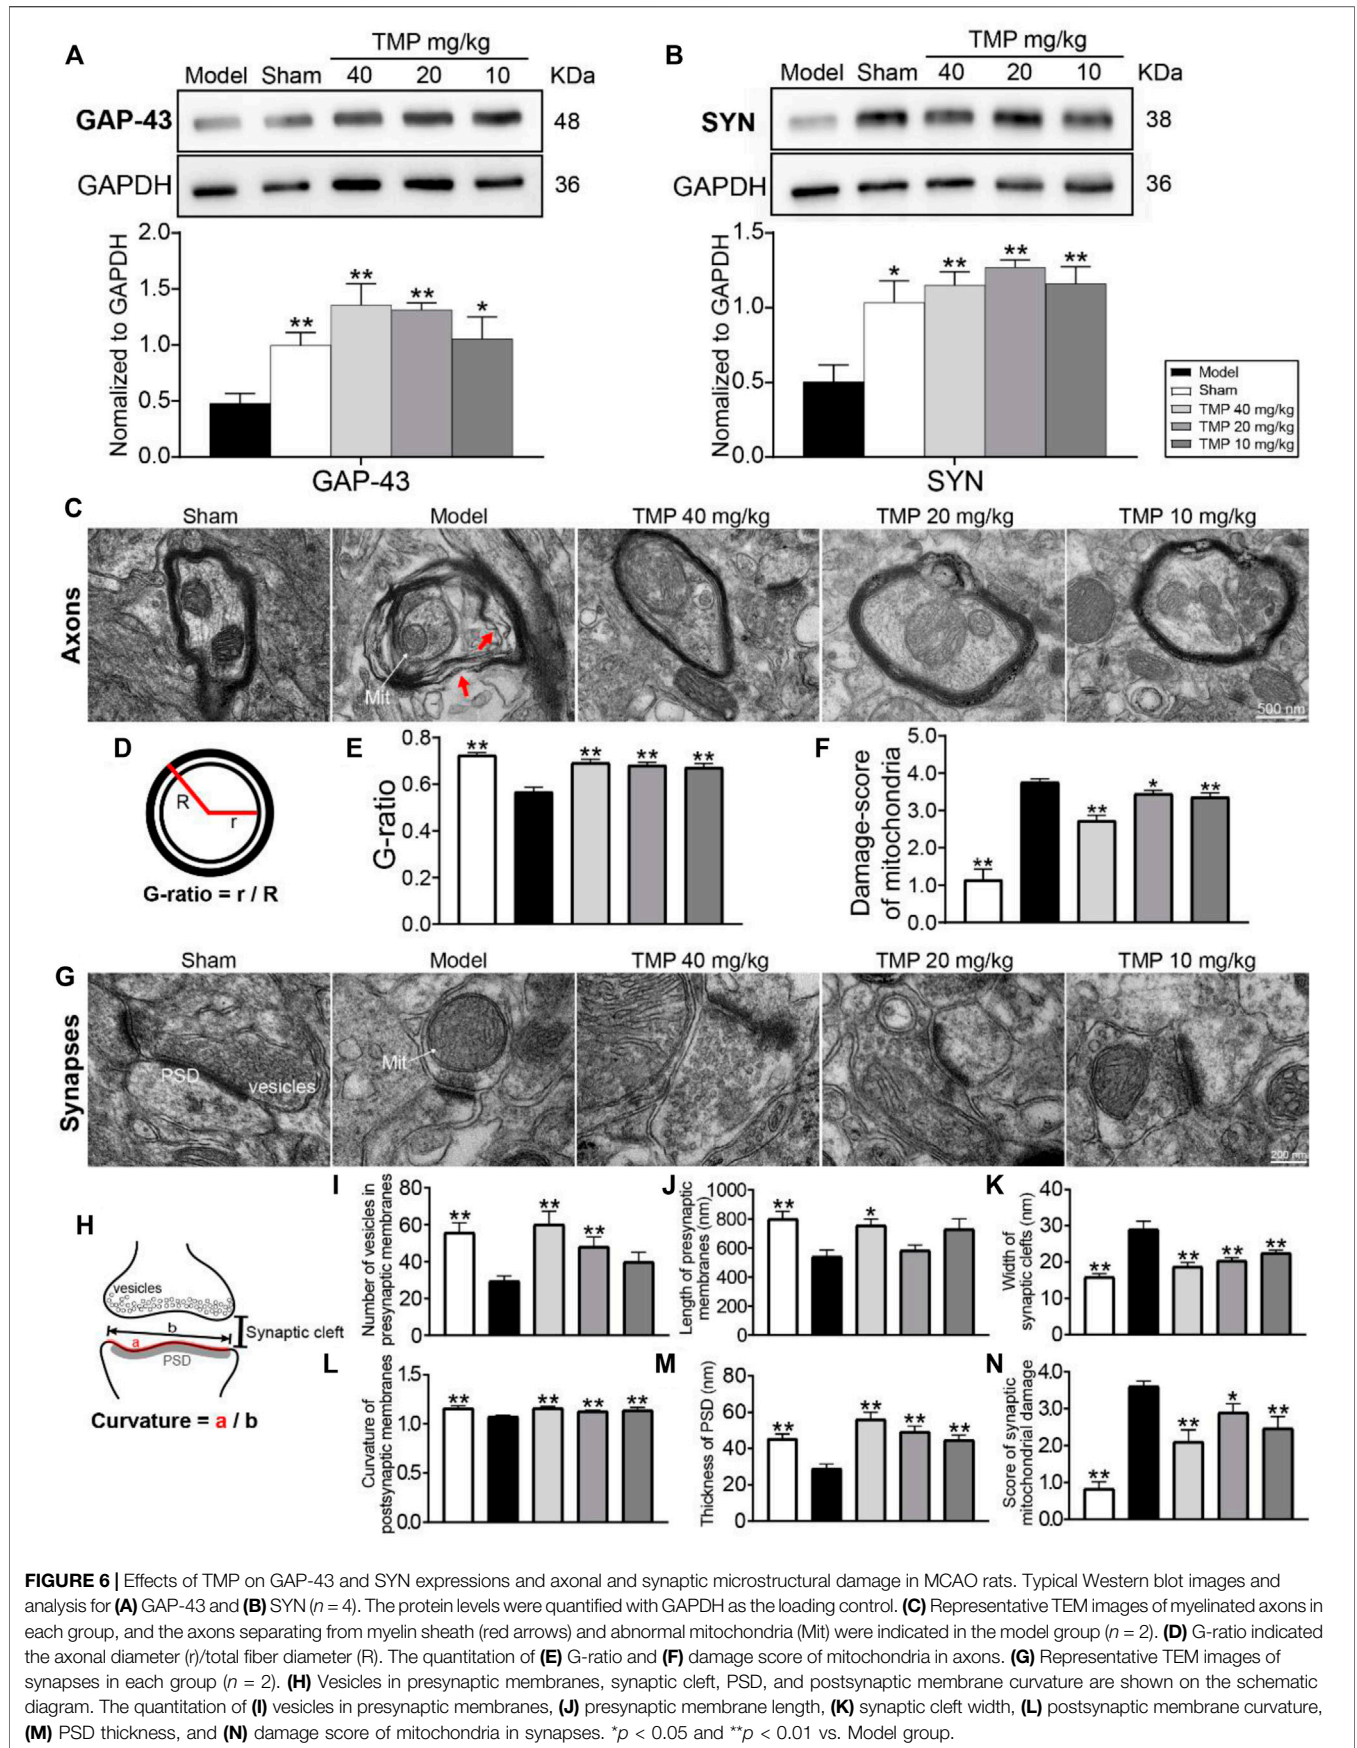 A
TMP mg/kg
Model Sham 40 20 10 KDa
GAP-43 48
GAPDH 36
Nomalized to GAPDH
2.0
1.5
1.0
0.5
0.0
** ** ** *
GAP-43
B
TMP mg/kg
Model Sham 40 20 10 KDa
SYN 38
GAPDH 36
Nomalized to GAPDH
1.5
1.0
0.5
0.0
* ** ** **
SYN
Model
Sham
TMP 40 mg/kg
TMP 20 mg/kg
TMP 10 mg/kg
C
Sham Model TMP 40 mg/kg TMP 20 mg/kg TMP 10 mg/kg
Axons
Mit
500 nm
D
R
r
G-ratio = r / R
E
G-ratio
0.8
0.6
0.4
0.2
0.0
** ** ** **
F
Damage-score
of mitochondria
5.0
4.0
3.0
2.0
1.0
0.0
** ** * **
G
Sham Model TMP 40 mg/kg TMP 20 mg/kg TMP 10 mg/kg
Synapses
PSD
vesicles
Mit
200 nm
H
vesicles
b
Synaptic cleft
a
PSD
Curvature = a / b
I
Number of vesicles in
presynaptic membranes
80
60
40
20
0
** ** **
J
Length of presynaptic
membranes (nm)
1000
800
600
400
200
0
** *
K
Width of
synaptic clefts (nm)
40
30
20
10
0
** ** ** **
L
Curvature of
postsynaptic membranes
1.5
1.0
0.5
0.0
** ** ** **
M
Thickness of PSD (nm)
80
60
40
20
0
** ** ** **
N
Score of synaptic
mitochondrial damage
4.0
3.0
2.0
1.0
0.0
** ** * **
FIGURE 6 | Effects of TMP on GAP-43 and SYN expressions and axonal and synaptic microstructural damage in MCAO rats. Typical Western blot images and
analysis for (A) GAP-43 and (B) SYN (n = 4). The protein levels were quantified with GAPDH as the loading control. (C) Representative TEM images of myelinated axons in
each group, and the axons separating from myelin sheath (red arrows) and abnormal mitochondria (Mit) were indicated in the model group (n = 2). (D) G-ratio indicated
the axonal diameter (r)/total fiber diameter (R). The quantitation of (E) G-ratio and (F) damage score of mitochondria in axons. (G) Representative TEM images of
synapses in each group (n = 2). (H) Vesicles in presynaptic membranes, synaptic cleft, PSD, and postsynaptic membrane curvature are shown on the schematic
diagram. The quantitation of (I) vesicles in presynaptic membranes, (J) presynaptic membrane length, (K) synaptic cleft width, (L) postsynaptic membrane curvature,
(M) PSD thickness, and (N) damage score of mitochondria in synapses. *p < 0.05 and **p < 0.01 vs. Model group.